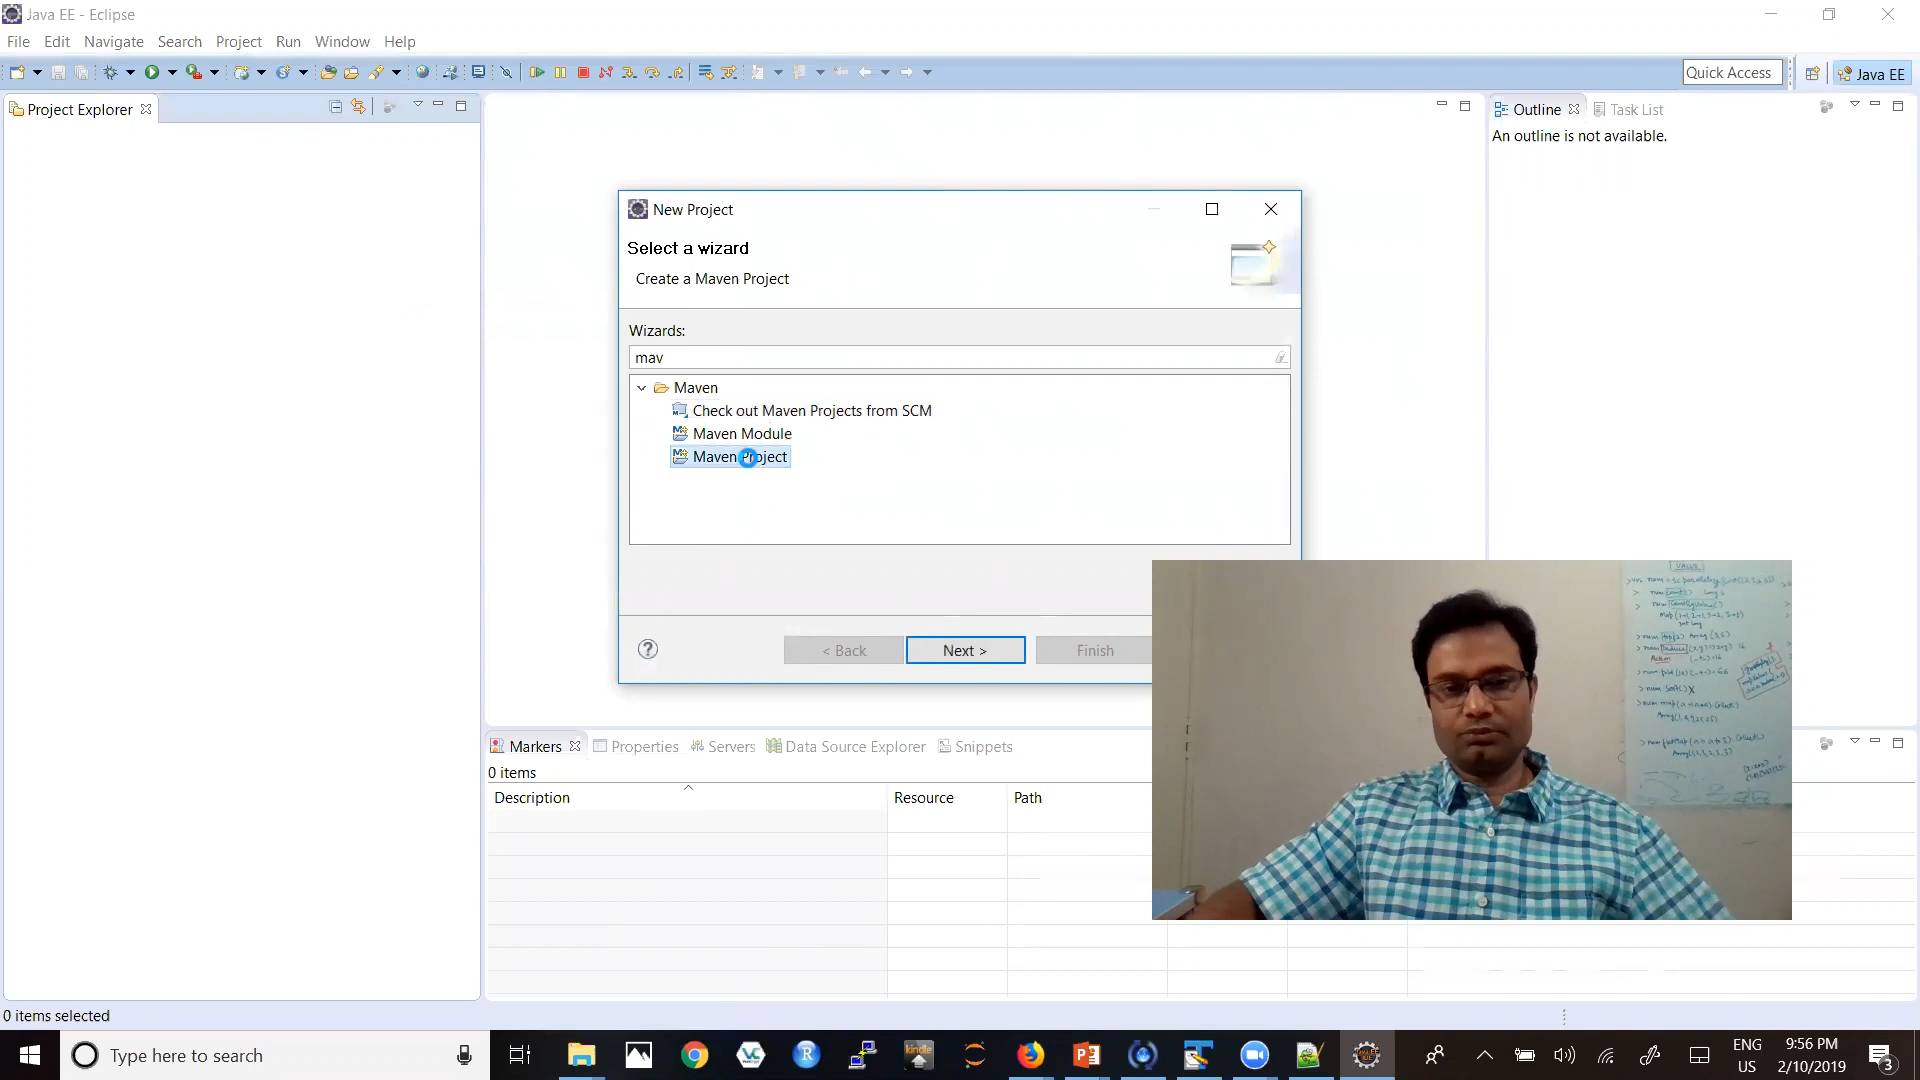 Java EE - Eclipse
File Edit Navigate Search Project Run Window Help
Quick Access
Java EE
Project Explorer
Outline
Task List
An outline is not available.
New Project
Select a wizard
Create a Maven Project
Wizards:
mav
Maven
Check out Maven Projects from SCM
Maven Module
Maven Project
< Back
Next >
Finish
VALUE
Markers
Properties
Servers
Data Source Explorer
Snippets
0 items
Description
Resource
Path
0 items selected
Type here to search
ENG
US
9:56 PM
2/10/2019
3